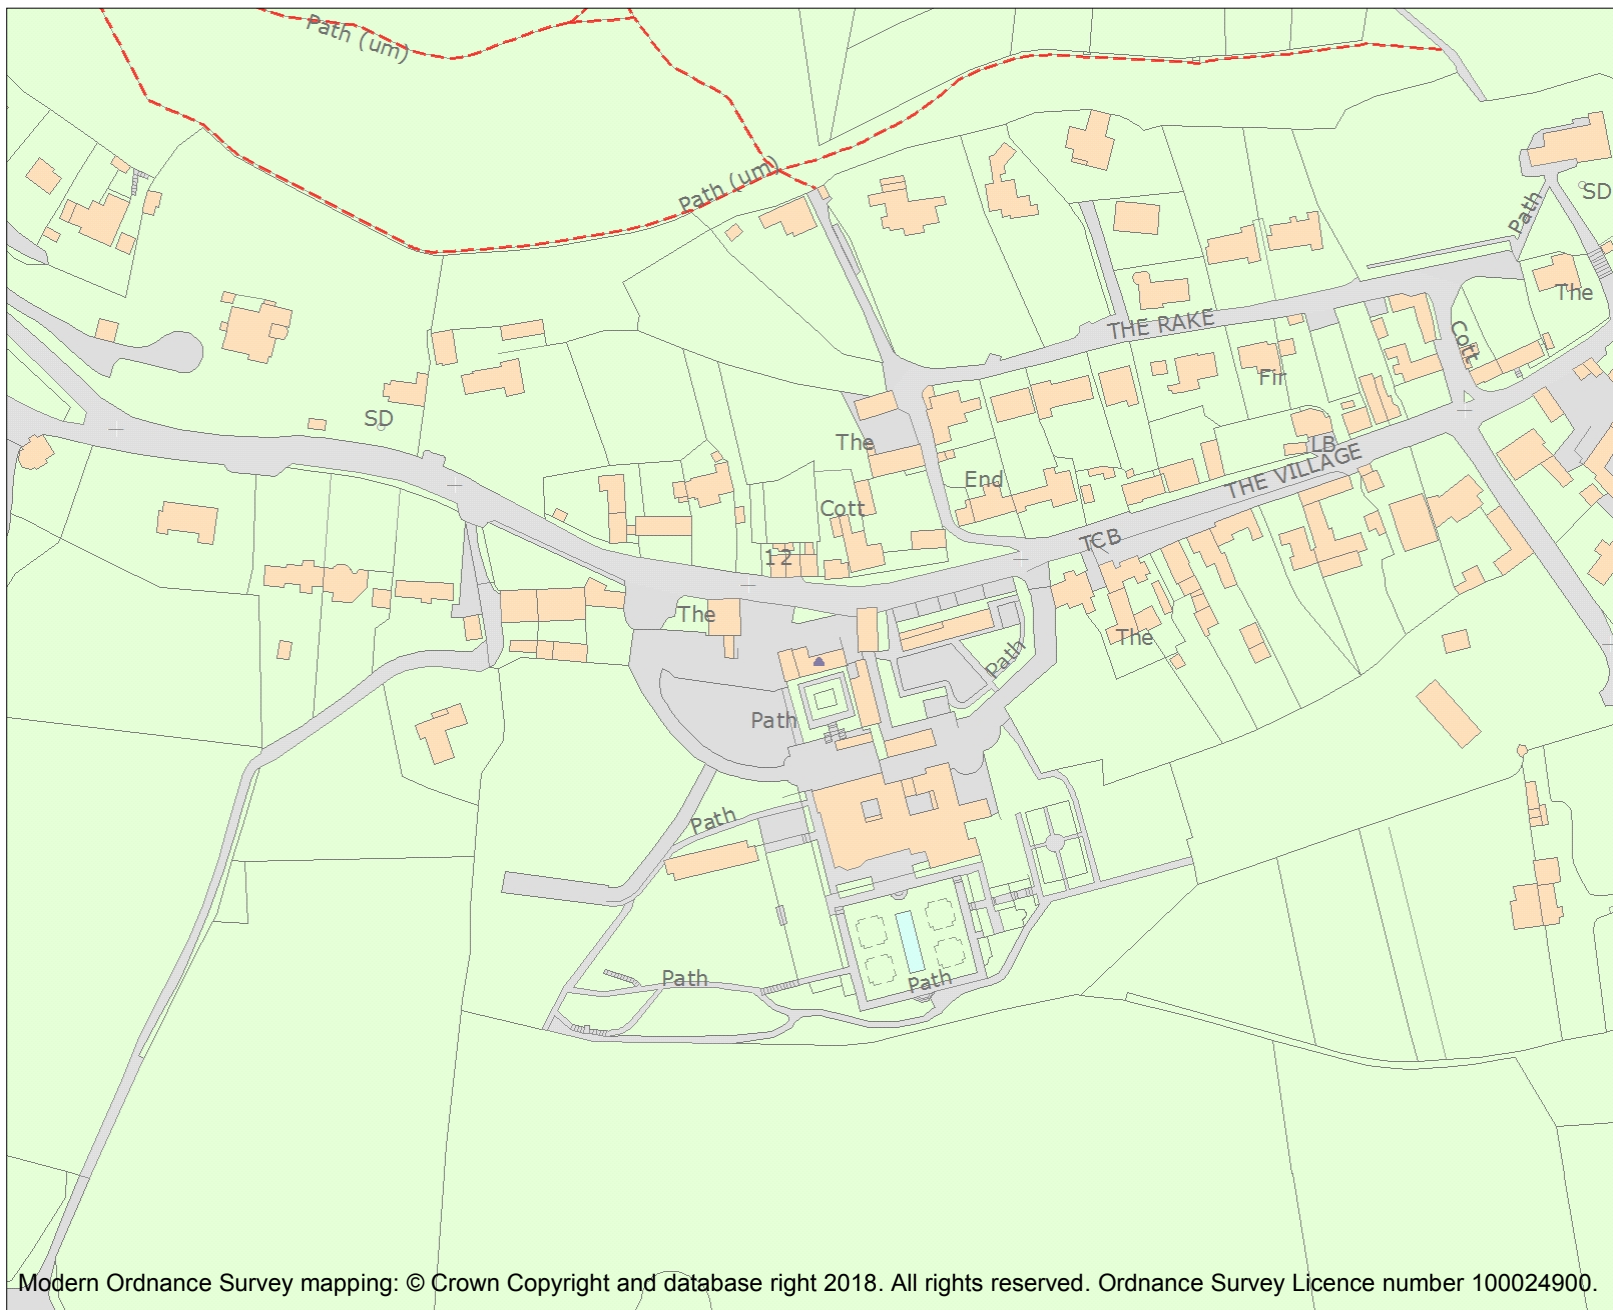 Path (um)
Path (um)
SD
Path
The
THE RAKE
Cott
Fir
SD
The
LB
THE VILLAGE
End
Cott
TCB
12
The
The
Path
Path
Path
Path
Path
Modern Ordnance Survey mapping: © Crown Copyright and database right 2018. All rights reserved. Ordnance Survey Licence number 100024900.